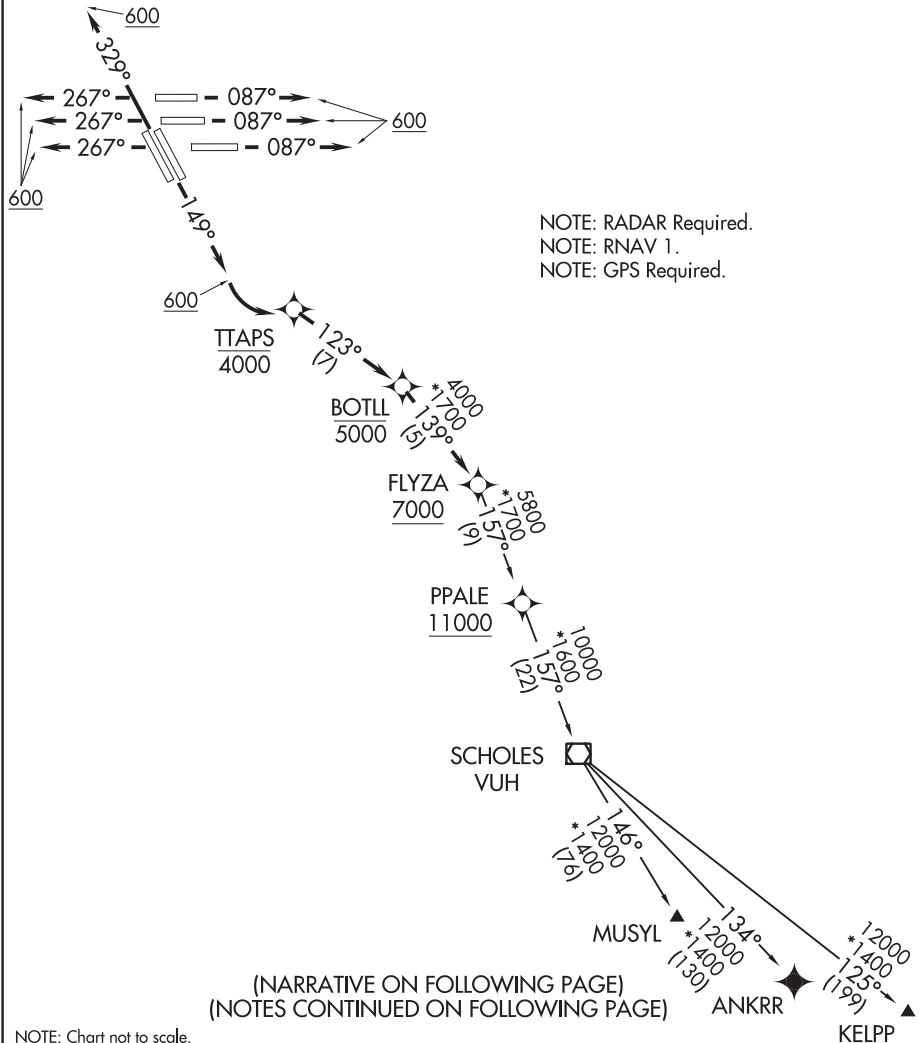 600
329°
267° 087°
267° 087°
600
267° 087°
600
149°
NOTE: RADAR Required.
NOTE: RNAV 1.
NOTE: GPS Required.
600
TTAPS
4000
123°
(7)
BOTLL
5000
4000
*1700
139°
(5)
FLYZA
7000
5800
*1700
157°
(9)
PPALE
11000
10000
*1600
157°
(22)
SCHOLES
VUH
146°
12000
*1400
(76)
MUSYL
134°
12000
*1400
(130)
ANKRR
12000
*1400
125°
(199)
KELPP
(NARRATIVE ON FOLLOWING PAGE)
(NOTES CONTINUED ON FOLLOWING PAGE)
NOTE: Chart not to scale.